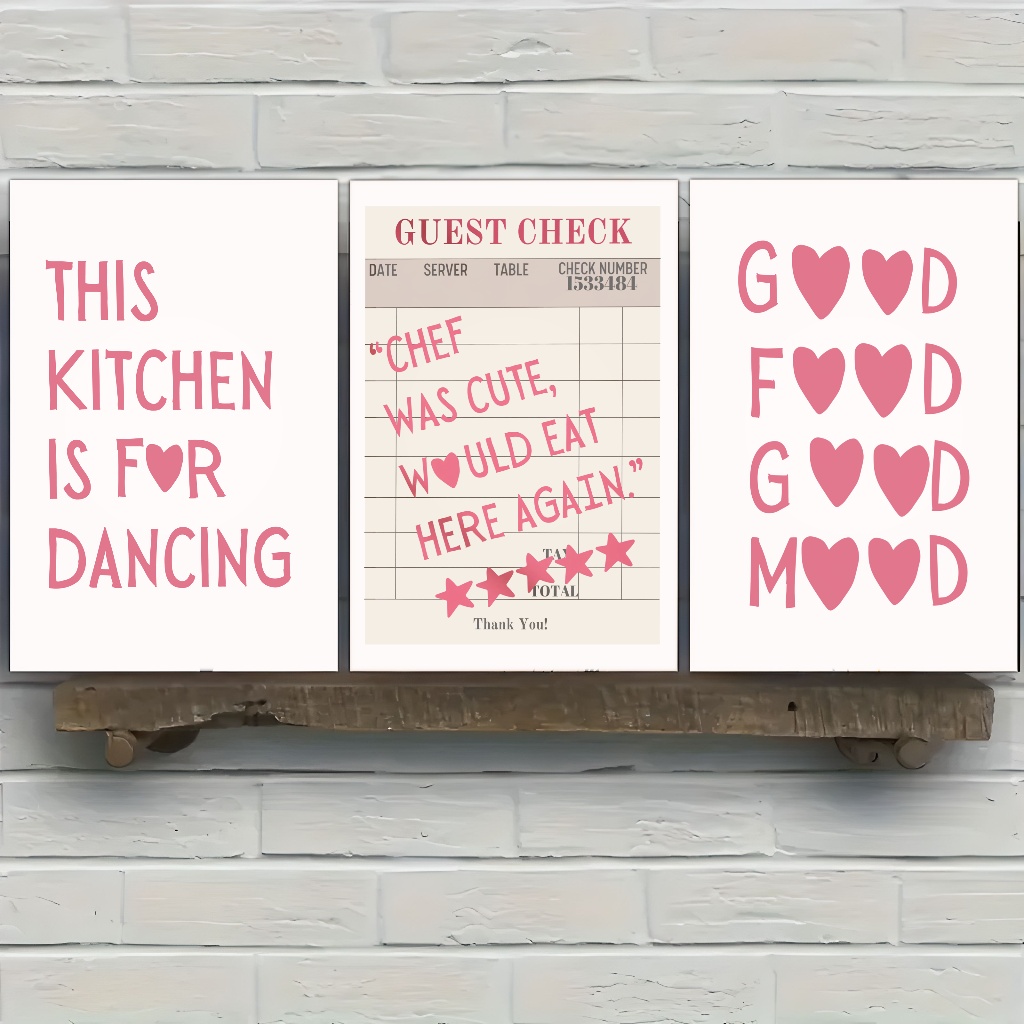 THIS
KITCHEN
IS FOR
DANCING
GUEST CHECK
DATE SERVER TABLE CHECK NUMBER
1533484
“CHEF
WAS CUTE,
WOULD EAT
HERE AGAIN.”
TAX
TOTAL
Thank You!
GOOD
FOOD
GOOD
MOOD